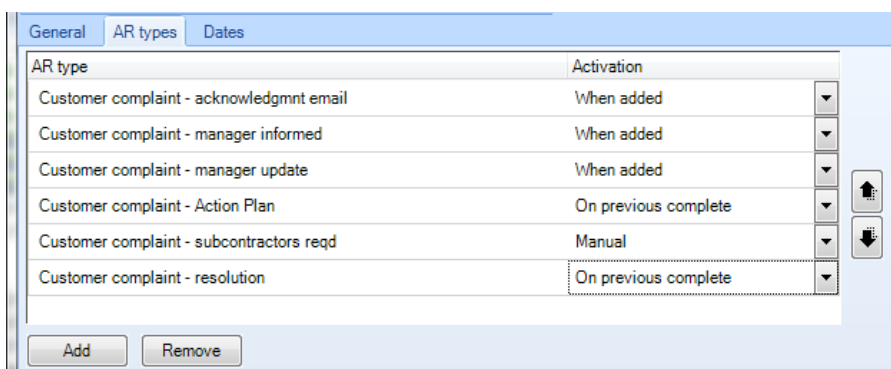 General AR types Dates
AR type Activation
Customer complaint - acknowledgmnt email When added
Customer complaint - manager informed When added
Customer complaint - manager update When added
Customer complaint - Action Plan On previous complete
Customer complaint - subcontractors reqd Manual
Customer complaint - resolution On previous complete
Add Remove